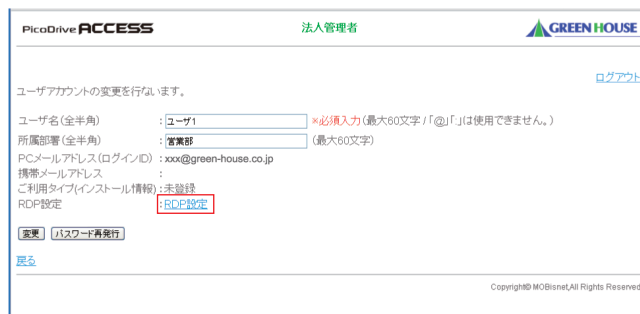 PicoDrive ACCESS 法人管理者 GREEN HOUSE
ログアウト
ユーザアカウントの変更を行ないます。
ユーザ名(全半角) : ユーザ1 ※必須入力(最大60文字 / 「@」「:」は使用できません。)
所属部署(全半角) : 営業部 (最大60文字)
PCメールアドレス(ログインID) : xxx@green-house.co.jp
携帯メールアドレス :
ご利用タイプ(インストール情報) : 未登録
RDP設定 : RDP設定
変更 パスワード再発行
戻る
Copyright© MOBisnet,All Rights Reserved